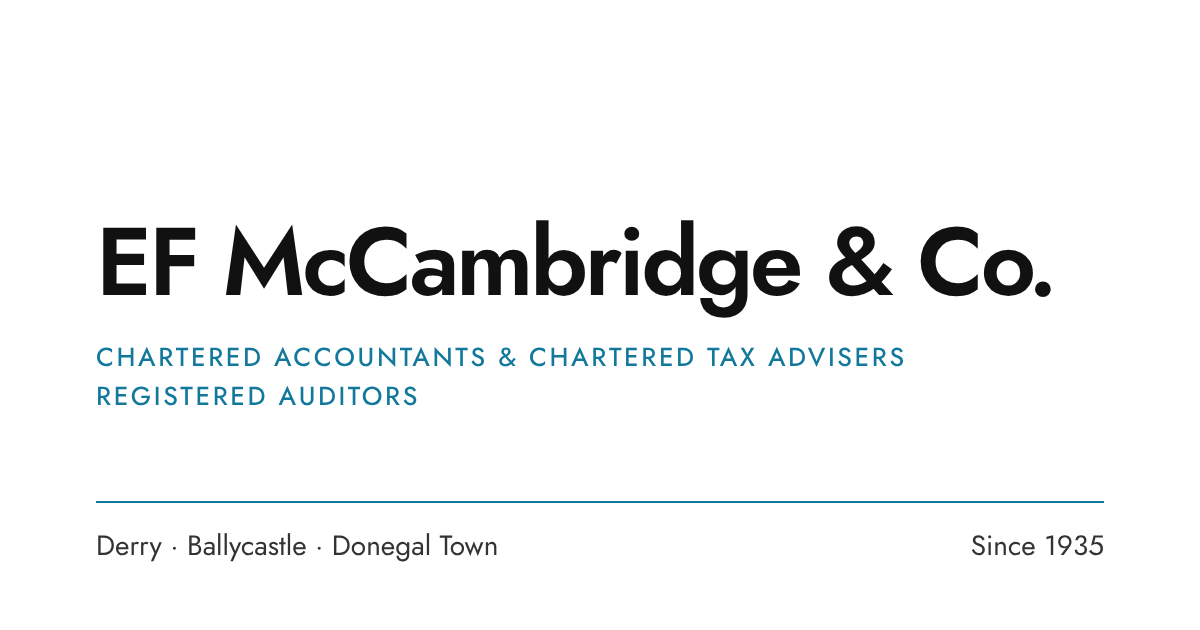 EF McCambridge & Co.
CHARTERED ACCOUNTANTS & CHARTERED TAX ADVISERS
REGISTERED AUDITORS
Derry · Ballycastle · Donegal Town
Since 1935